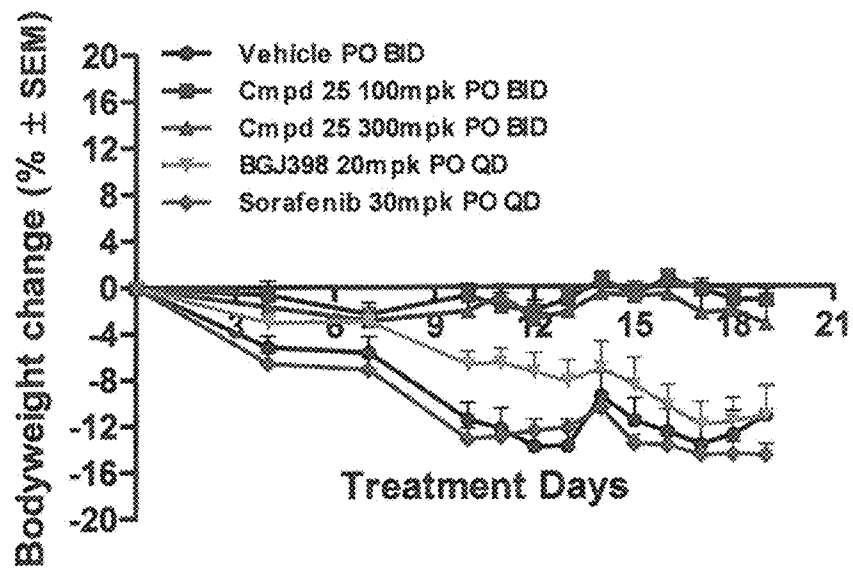 Bodyweight change (% ± SEM)
20
16
12
8
4
0
-4
-8
-12
-16
-20
Vehicle PO BID
Cmpd 25 100mpk PO BID
Cmpd 25 300mpk PO BID
BGJ398 20mpk PO QD
Sorafenib 30mpk PO QD
3 6 9 12 15 18 21
Treatment Days